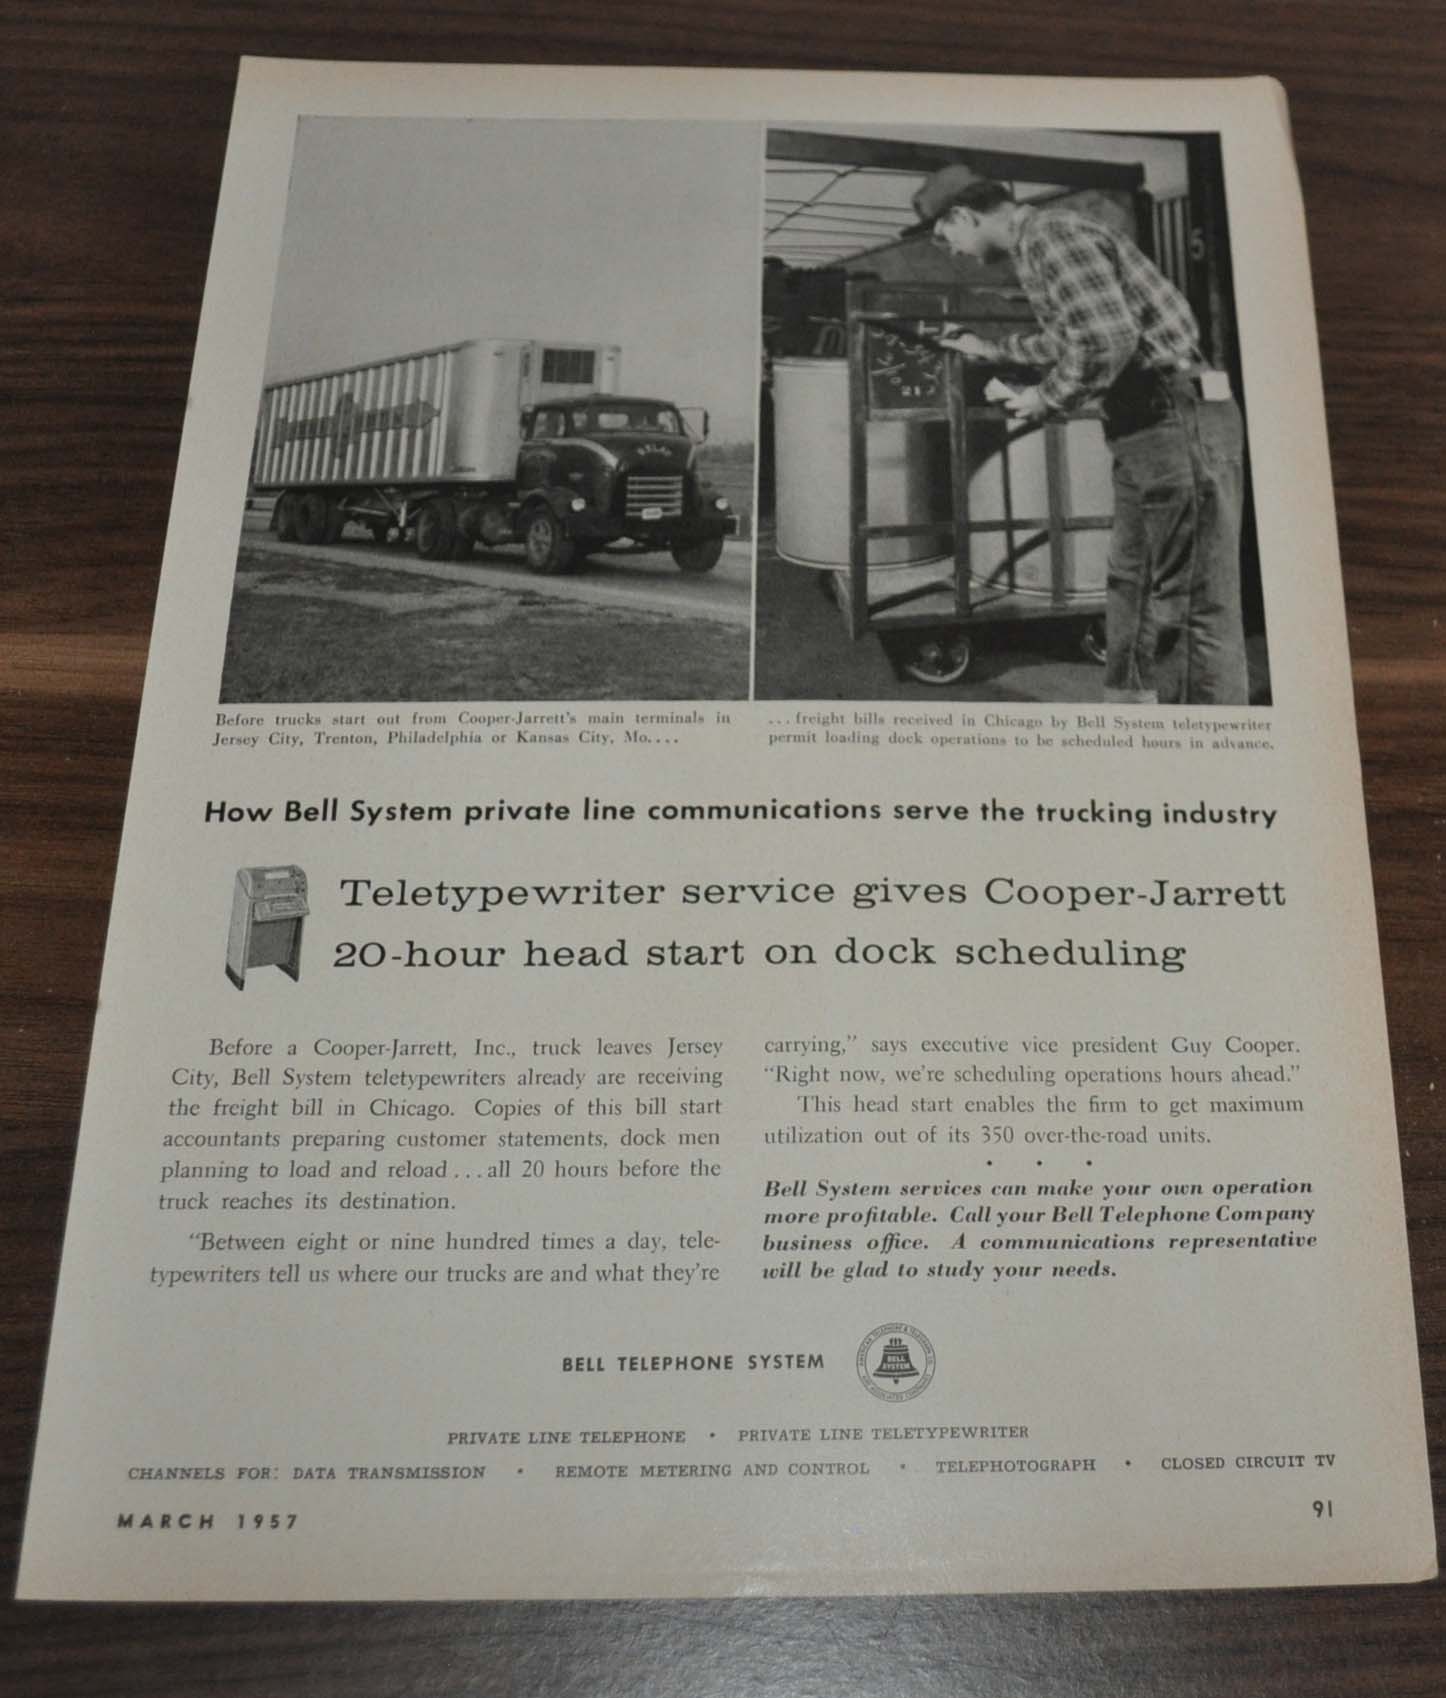 5
Before trucks start out from Cooper-Jarrett's main terminals in
Jersey City, Trenton, Philadelphia or Kansas City, Mo....
... freight bills received in Chicago by Bell System teletypewriter
permit loading dock operations to be scheduled hours in advance.
How Bell System private line communications serve the trucking industry
Teletypewriter service gives Cooper-Jarrett
20-hour head start on dock scheduling
Before a Cooper-Jarrett, Inc., truck leaves Jersey
City, Bell System teletypewriters already are receiving
the freight bill in Chicago. Copies of this bill start
accountants preparing customer statements, dock men
planning to load and reload ... all 20 hours before the
truck reaches its destination.
"Between eight or nine hundred times a day, tele-
typewriters tell us where our trucks are and what they're
carrying," says executive vice president Guy Cooper.
"Right now, we're scheduling operations hours ahead."
This head start enables the firm to get maximum
utilization out of its 350 over-the-road units.
• • •
Bell System services can make your own operation
more profitable. Call your Bell Telephone Company
business office. A communications representative
will be glad to study your needs.
BELL TELEPHONE SYSTEM
AMERICAN TELEPHONE & TELEGRAPH CO.
BELL
SYSTEM
AND ASSOCIATED COMPANIES
PRIVATE LINE TELEPHONE • PRIVATE LINE TELETYPEWRITER
CHANNELS FOR: DATA TRANSMISSION • REMOTE METERING AND CONTROL • TELEPHOTOGRAPH • CLOSED CIRCUIT TV
MARCH 1957
91